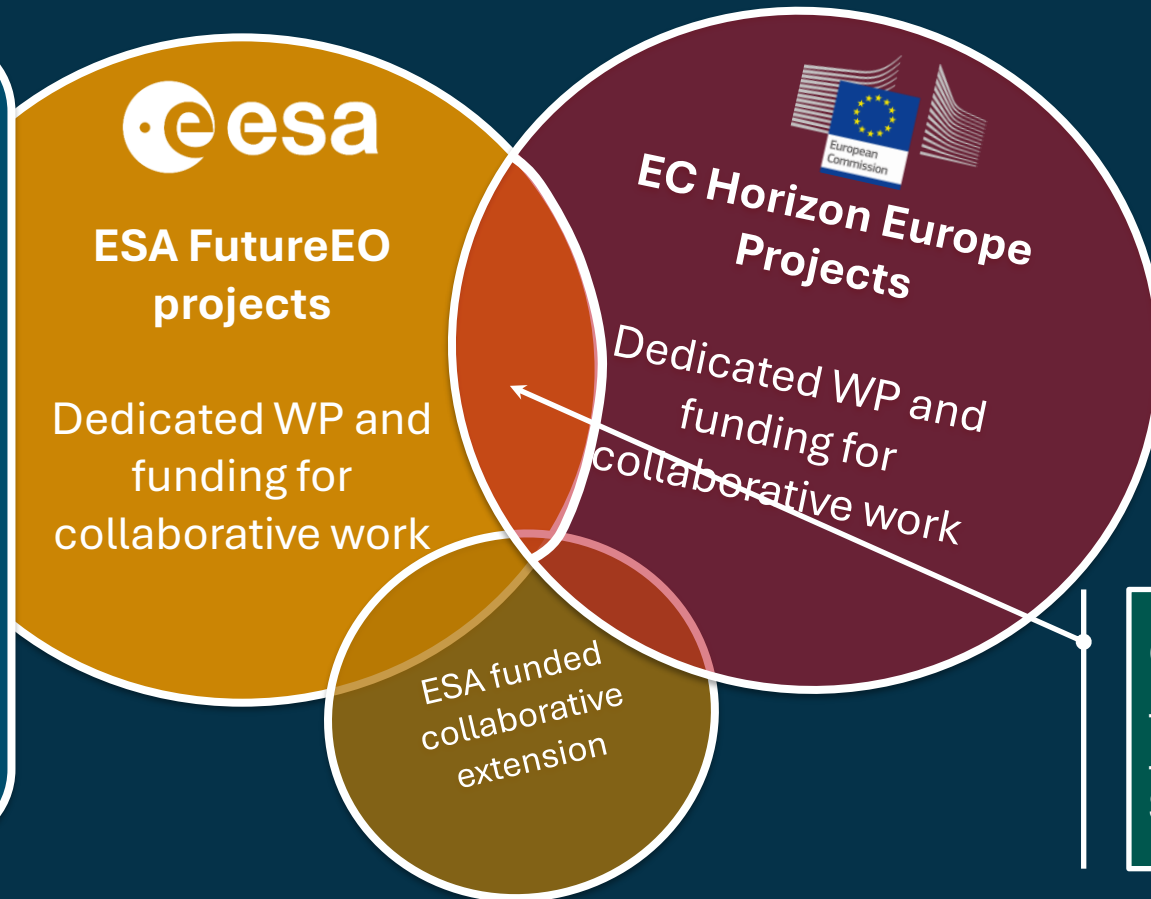 esa
ESA FutureEO
projects
Dedicated WP and
funding for
collaborative work
European
Commission
EC Horizon Europe
Projects
Dedicated WP and
funding for
collaborative work
ESA funded
collaborative
extension